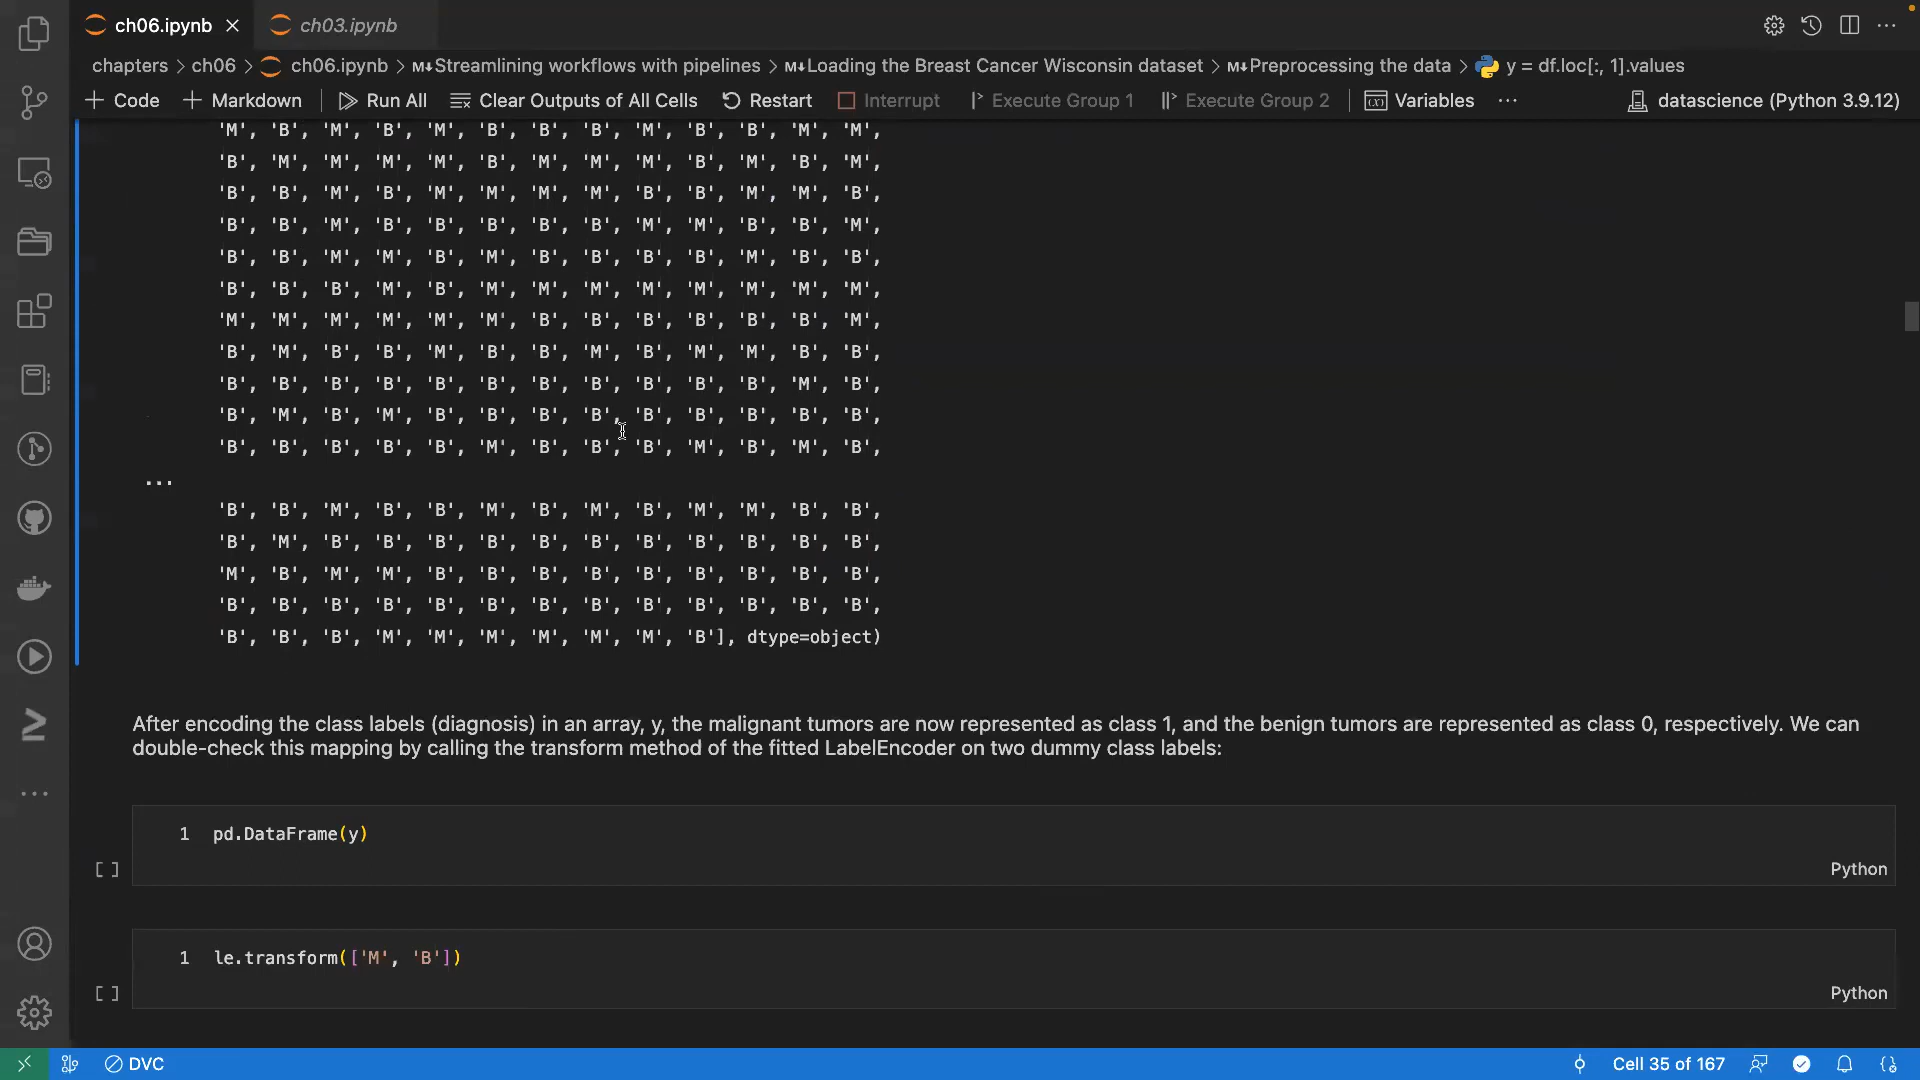 ch06.ipynb ch03.ipynb
chapters > ch06 > ch06.ipynb > M↓Streamlining workflows with pipelines > M↓Loading the Breast Cancer Wisconsin dataset > M↓Preprocessing the data > y = df.loc[:, 1].values
+ Code + Markdown Run All Clear Outputs of All Cells Restart Interrupt Execute Group 1 Execute Group 2 Variables ... datascience (Python 3.9.12)
'M', 'B', 'M', 'B', 'M', 'B', 'B', 'B', 'M', 'B', 'B', 'M', 'M',
'B', 'M', 'M', 'M', 'M', 'B', 'M', 'M', 'M', 'B', 'M', 'B', 'M',
'B', 'B', 'M', 'B', 'M', 'M', 'M', 'M', 'B', 'B', 'M', 'M', 'B',
'B', 'B', 'M', 'B', 'B', 'B', 'B', 'B', 'M', 'M', 'B', 'B', 'M',
'B', 'B', 'M', 'M', 'B', 'M', 'B', 'B', 'B', 'B', 'M', 'B', 'B',
'B', 'B', 'B', 'M', 'B', 'M', 'M', 'M', 'M', 'M', 'M', 'M', 'M',
'M', 'M', 'M', 'M', 'M', 'M', 'B', 'B', 'B', 'B', 'B', 'B', 'M',
'B', 'M', 'B', 'B', 'M', 'B', 'B', 'M', 'B', 'M', 'M', 'B', 'B',
'B', 'B', 'B', 'B', 'B', 'B', 'B', 'B', 'B', 'B', 'B', 'M', 'B',
'B', 'M', 'B', 'M', 'B', 'B', 'B', 'B', 'B', 'B', 'B', 'B', 'B',
'B', 'B', 'B', 'B', 'B', 'M', 'B', 'B', 'B', 'M', 'B', 'M', 'B',
...
'B', 'B', 'M', 'B', 'B', 'M', 'B', 'M', 'B', 'M', 'M', 'B', 'B',
'B', 'M', 'B', 'B', 'B', 'B', 'B', 'B', 'B', 'B', 'B', 'B', 'B',
'M', 'B', 'M', 'M', 'B', 'B', 'B', 'B', 'B', 'B', 'B', 'B', 'B',
'B', 'B', 'B', 'B', 'B', 'B', 'B', 'B', 'B', 'B', 'B', 'B', 'B',
'B', 'B', 'B', 'M', 'M', 'M', 'M', 'M', 'M', 'B'], dtype=object)
After encoding the class labels (diagnosis) in an array, y, the malignant tumors are now represented as class 1, and the benign tumors are represented as class 0, respectively. We can
double-check this mapping by calling the transform method of the fitted LabelEncoder on two dummy class labels:
1 pd.DataFrame(y)
[ ] Python
1 le.transform(['M', 'B'])
[ ] Python
DVC Cell 35 of 167